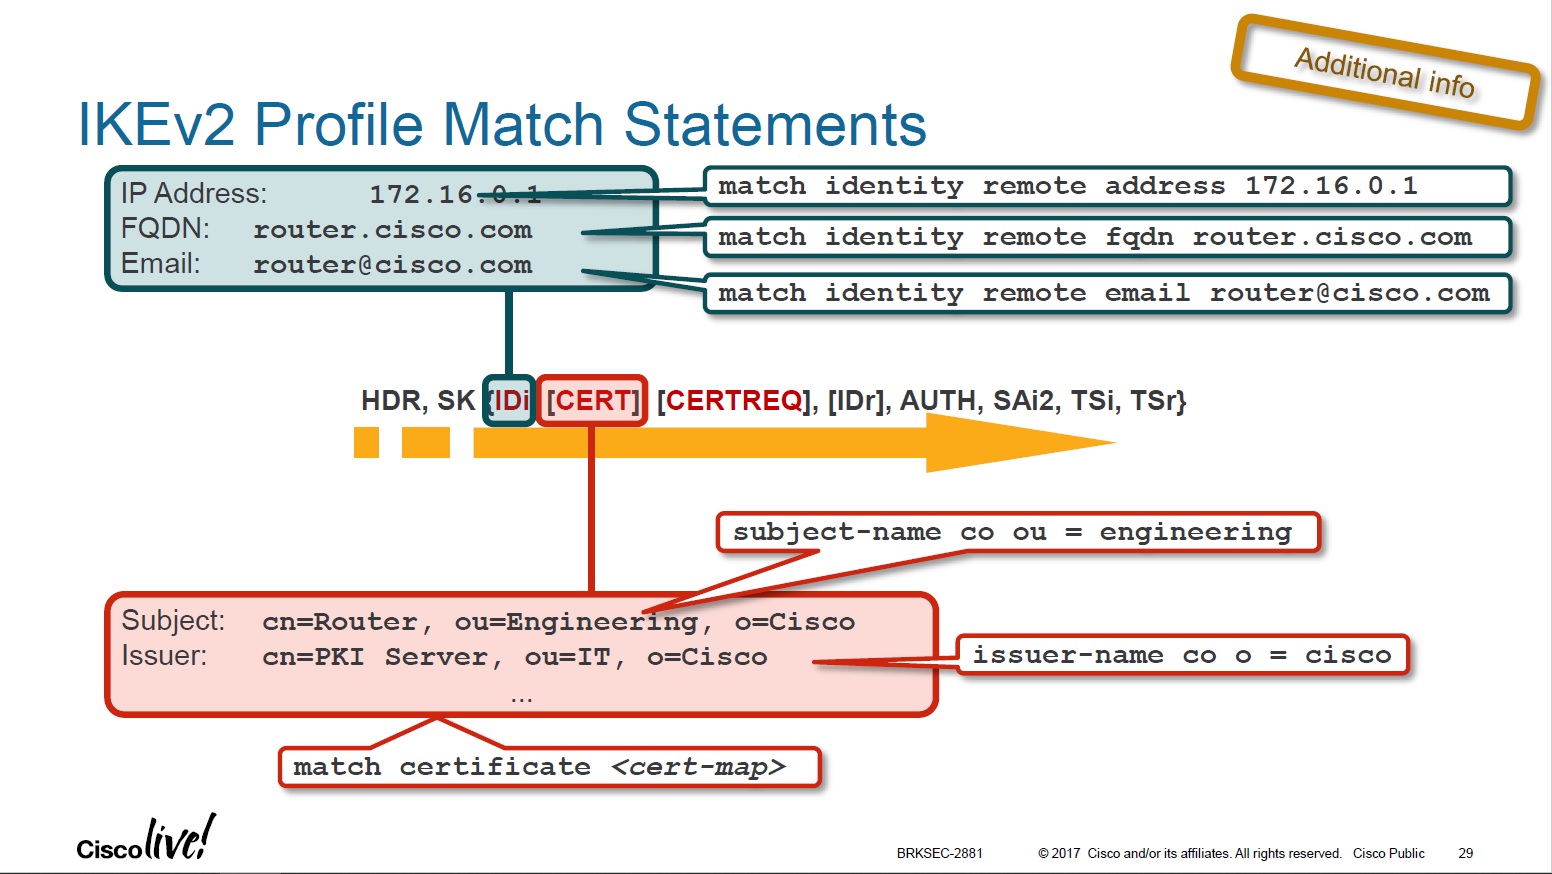 Additional info
IKEv2 Profile Match Statements
IP Address: 172.16.0.1
match identity remote address 172.16.0.1
FQDN: router.cisco.com
match identity remote fqdn router.cisco.com
Email: router@cisco.com
match identity remote email router@cisco.com
HDR, SK {IDi [CERT] [CERTREQ], [IDr], AUTH, SAi2, TSi, TSr}
subject-name co ou = engineering
Subject: cn=Router, ou=Engineering, o=Cisco
Issuer: cn=PKI Server, ou=IT, o=Cisco
issuer-name co o = cisco
...
match certificate <cert-map>
Cisco live!
BRKSEC-2881 © 2017 Cisco and/or its affiliates. All rights reserved. Cisco Public 29